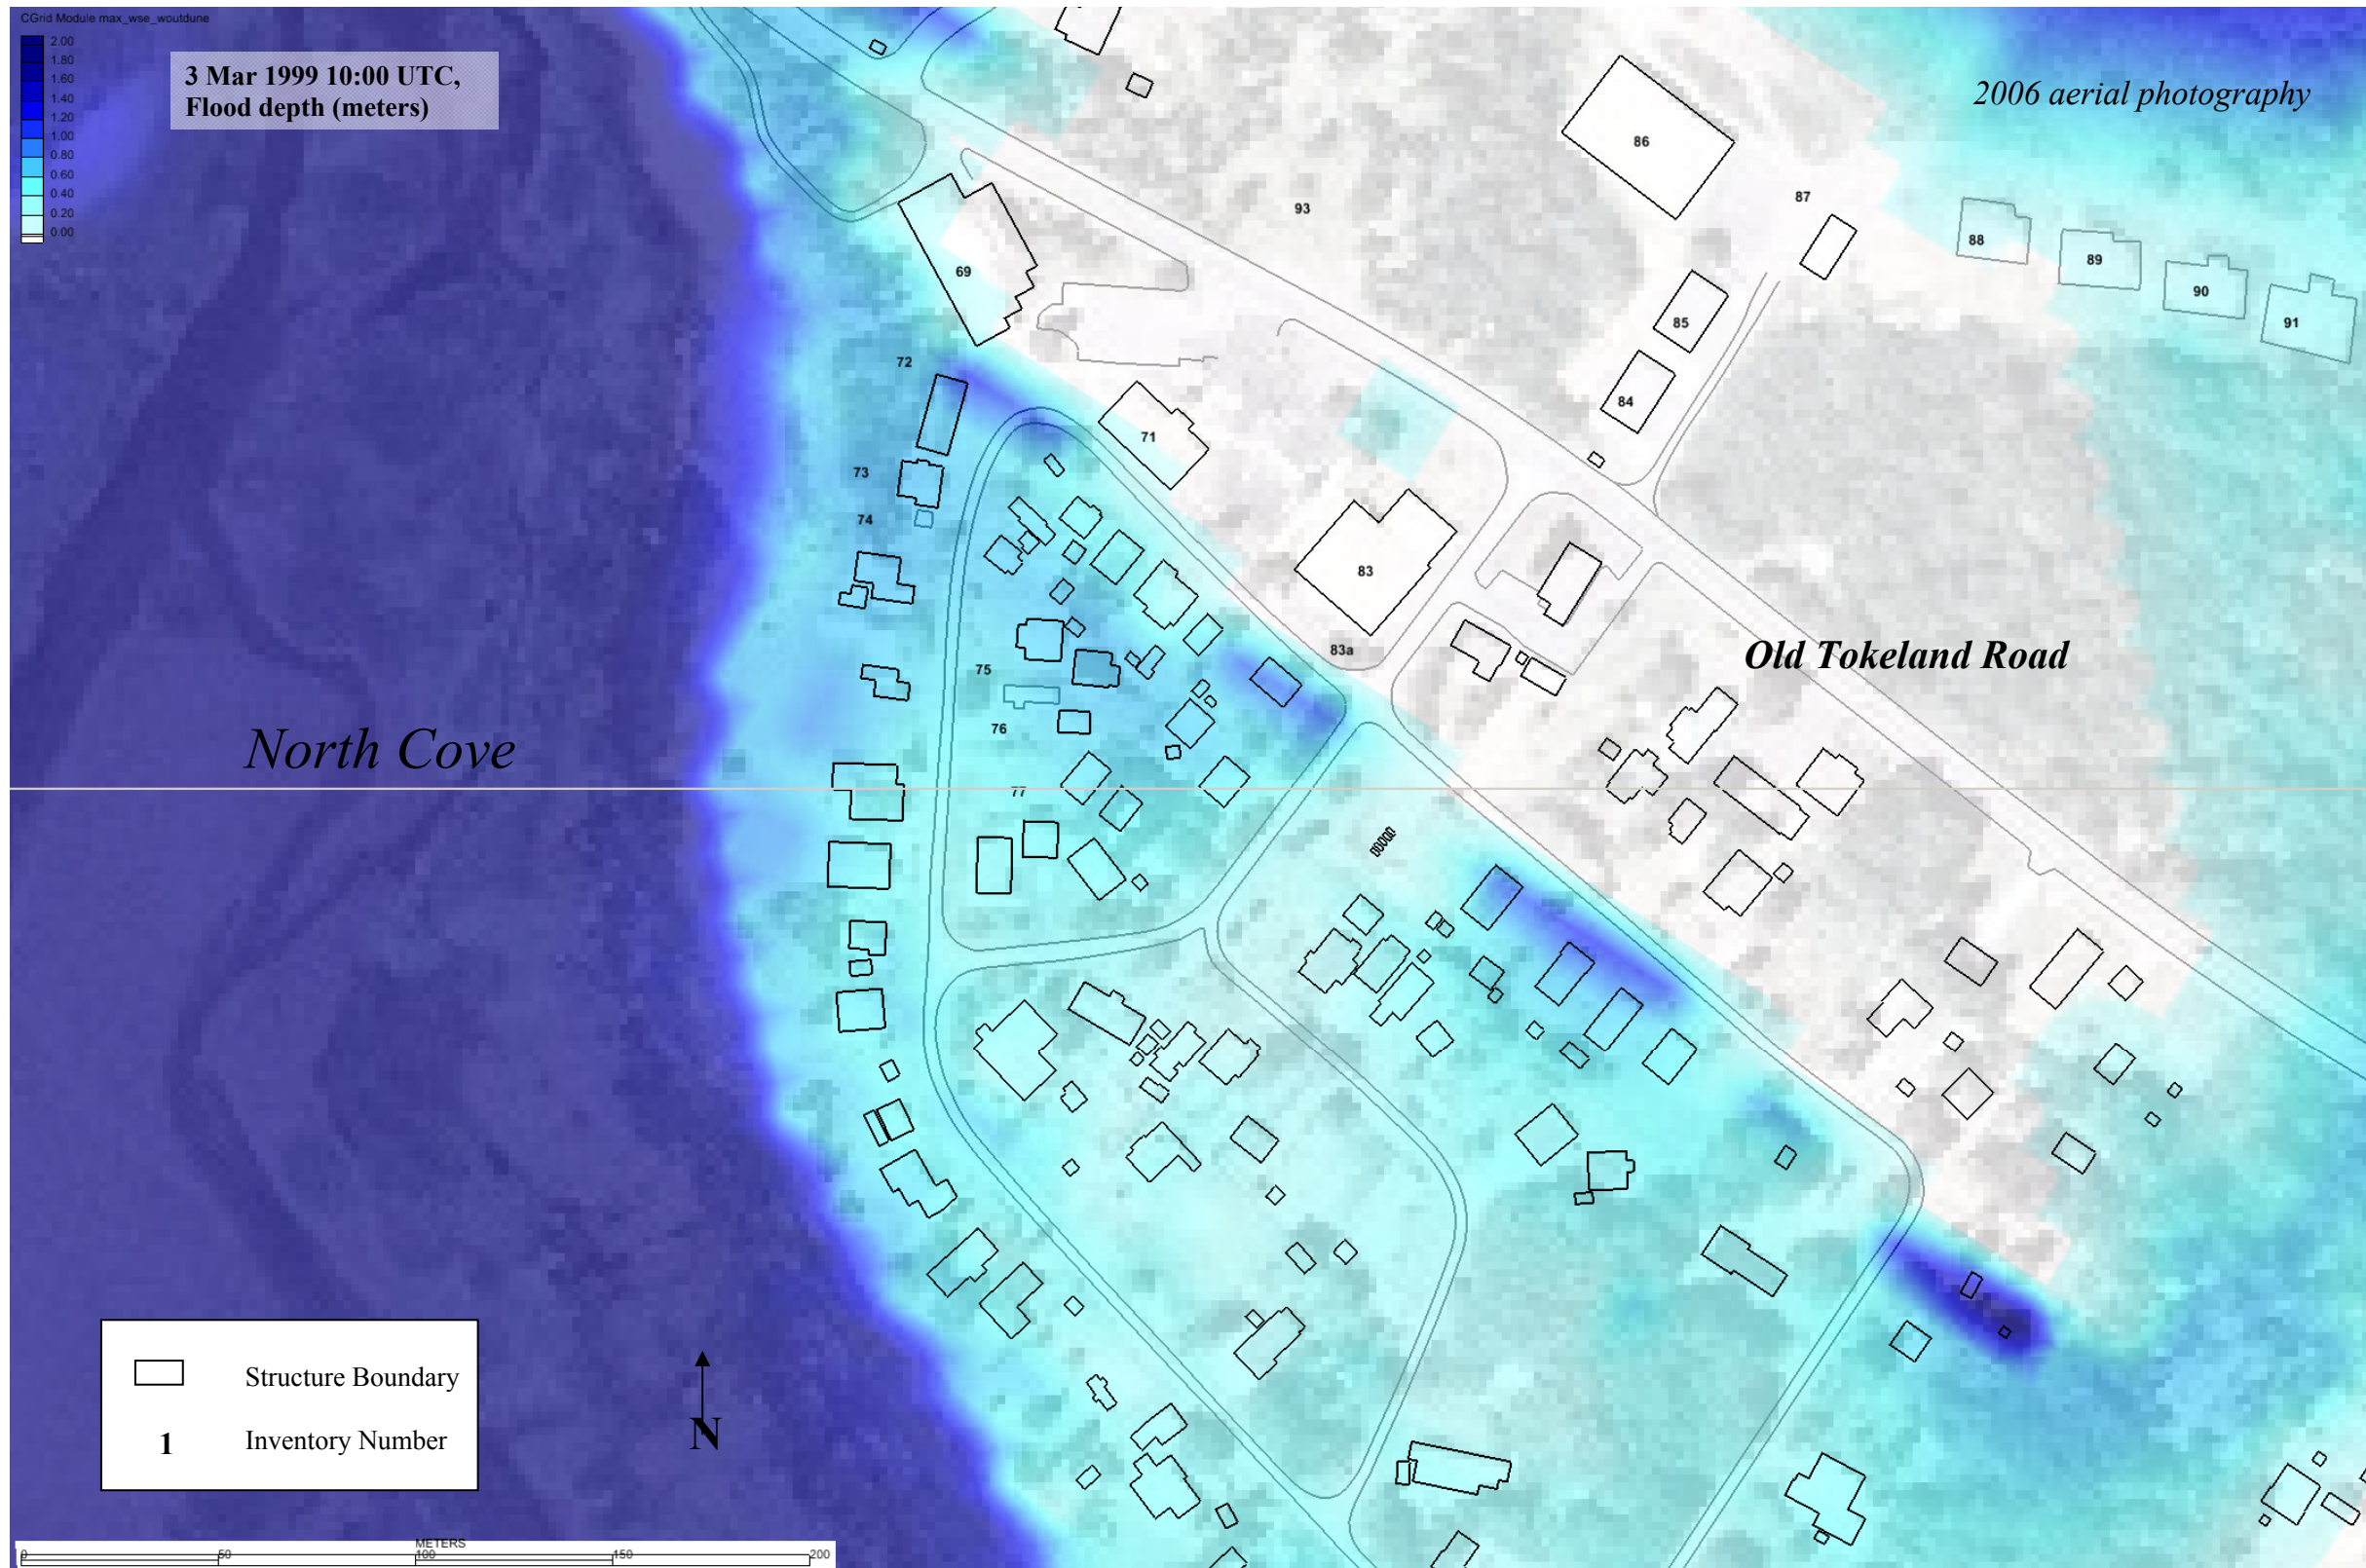 CGrid Module max_wse_woutdune
2.00
1.80
1.60
1.40
1.20
1.00
0.80
0.60
0.40
0.20
0.00
3 Mar 1999 10:00 UTC,
Flood depth (meters)
2006 aerial photography
86
87
93
88
89
90
91
69
85
72
84
71
73
74
83
83a
Old Tokeland Road
75
76
North Cove
77
Structure Boundary
1 Inventory Number
N
METERS
0 50 100 150 200